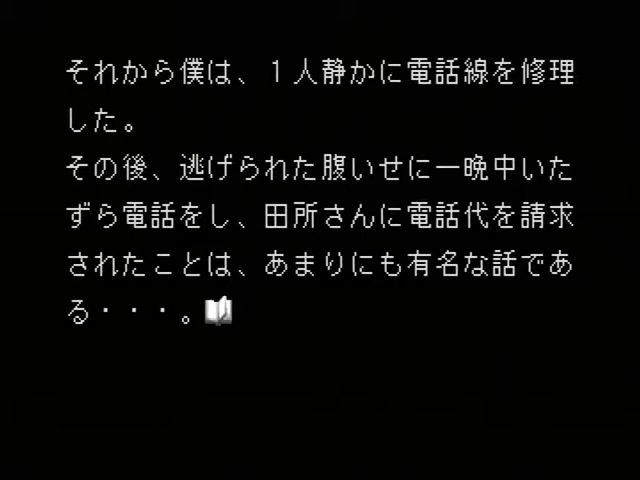 それから僕は、１人静かに電話線を修理
した。
その後、逃げられた腹いせに一晩中いた
ずら電話をし、田所さんに電話代を請求
されたことは、あまりにも有名な話であ
る・・・。